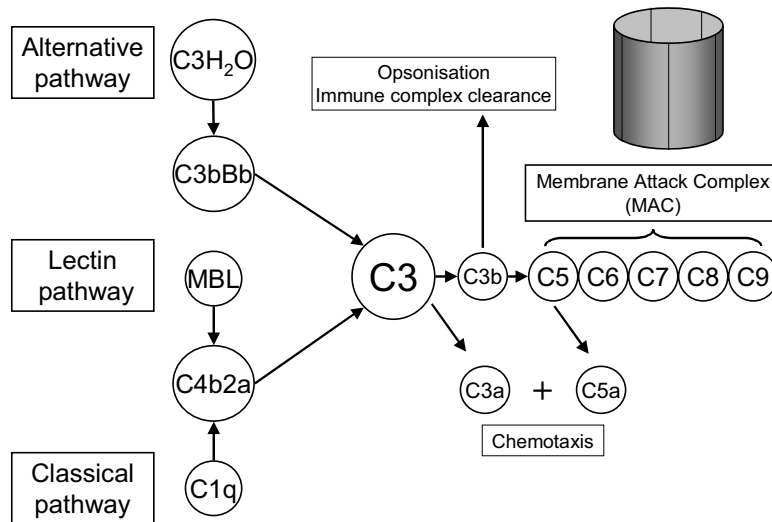 Alternative
pathway
C3H₂O
C3bBb
Opsonisation
Immune complex clearance
Membrane Attack Complex
(MAC)
Lectin
pathway
MBL
C3
C3b
C5
C6
C7
C8
C9
C4b2a
C3a
+
C5a
Chemotaxis
Classical
pathway
C1q